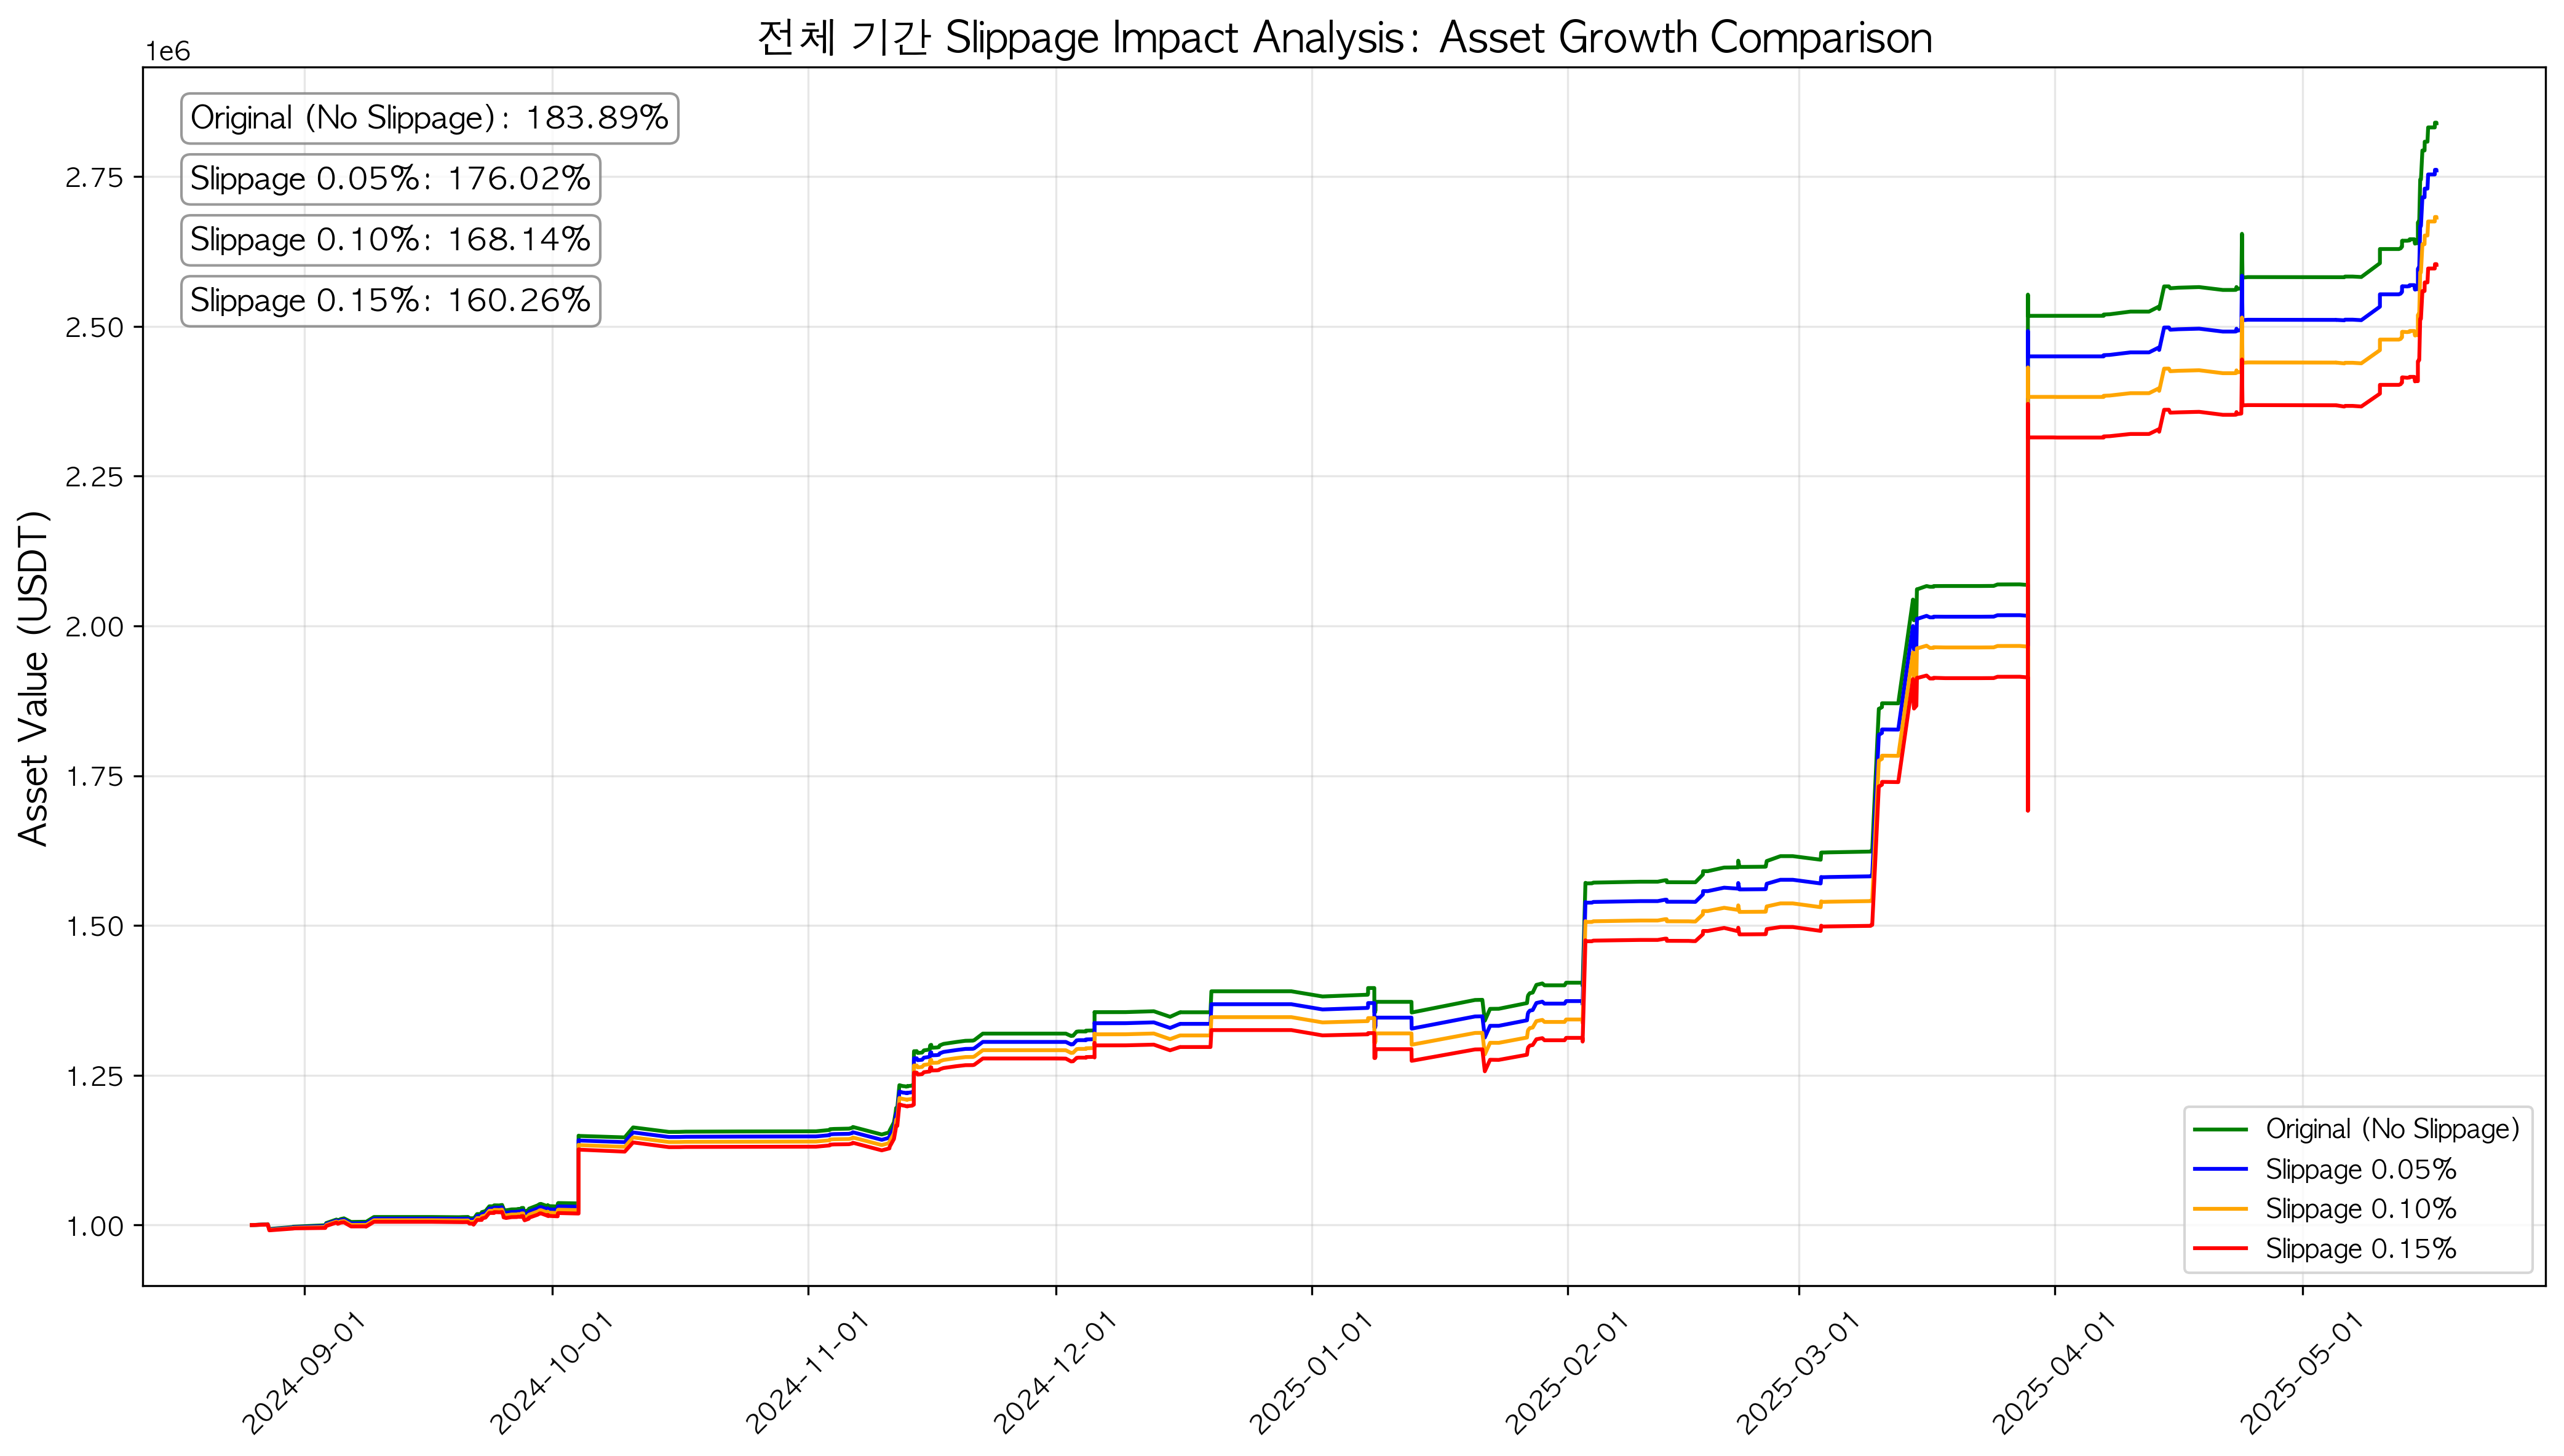 전체 기간 Slippage Impact Analysis: Asset Growth Comparison
1e6
Original (No Slippage): 183.89%
Slippage 0.05%: 176.02%
Slippage 0.10%: 168.14%
Slippage 0.15%: 160.26%
Asset Value (USDT)
2.75
2.50
2.25
2.00
1.75
1.50
1.25
1.00
Original (No Slippage)
Slippage 0.05%
Slippage 0.10%
Slippage 0.15%
2024-09-01
2024-10-01
2024-11-01
2024-12-01
2025-01-01
2025-02-01
2025-03-01
2025-04-01
2025-05-01